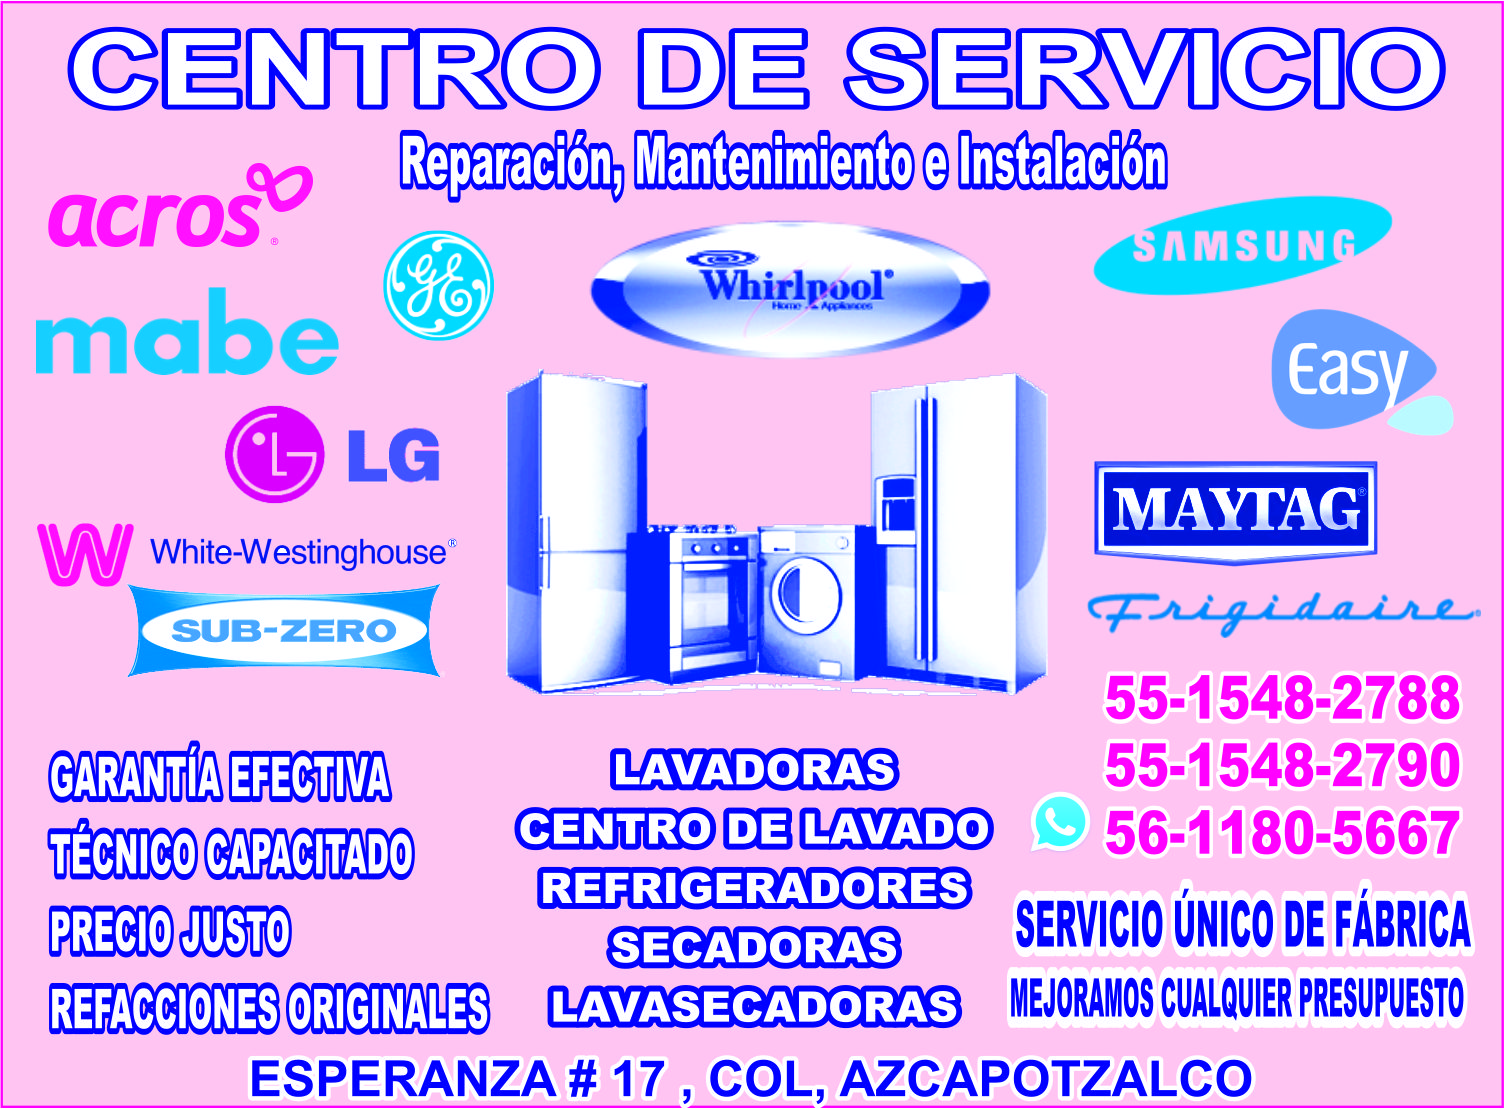 CENTRO DE SERVICIO
Reparación, Mantenimiento e Instalación
acros®
GE
Whirlpool®
Home Appliances
SAMSUNG
mabe
Easy
LG
MAYTAG®
W White-Westinghouse®
SUB-ZERO
Frigidaire®
55-1548-2788
55-1548-2790
56-1180-5667
GARANTÍA EFECTIVA
TÉCNICO CAPACITADO
PRECIO JUSTO
REFACCIONES ORIGINALES
LAVADORAS
CENTRO DE LAVADO
REFRIGERADORES
SECADORAS
LAVASECADORAS
SERVICIO ÚNICO DE FÁBRICA
MEJORAMOS CUALQUIER PRESUPUESTO
ESPERANZA # 17 , COL, AZCAPOTZALCO